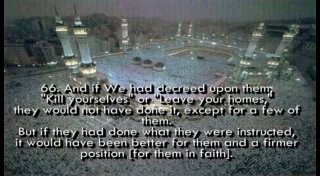 66. And if We had decreed upon them,
"Kill yourselves" or "Leave your homes,"
they would not have done it, except for a few of
them.
But if they had done what they were instructed,
it would have been better for them and a firmer
position [for them in faith].